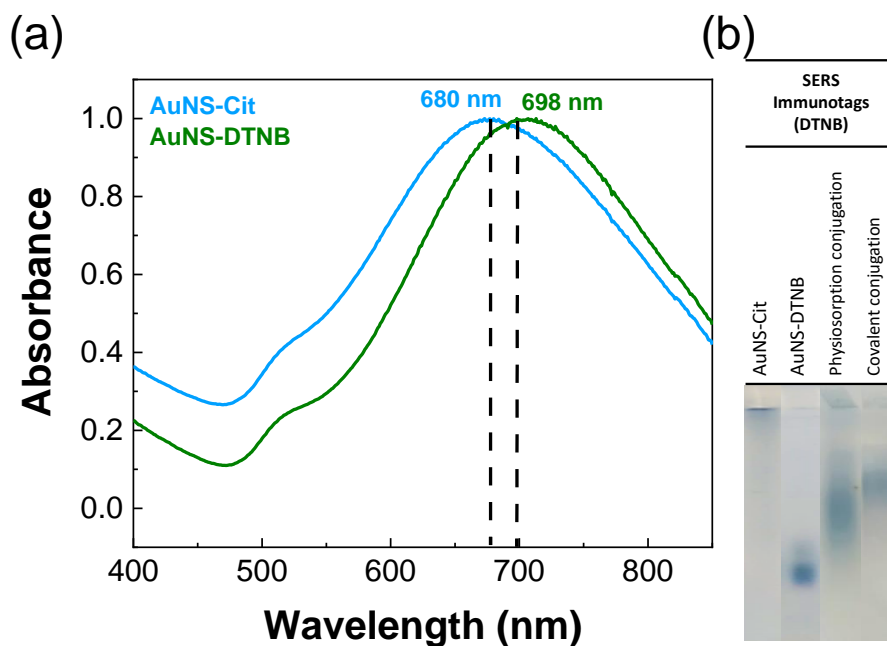 (a)
(b)
AuNS-Cit
AuNS-DTNB
680 nm
698 nm
1.0
0.8
0.6
0.4
0.2
0.0
Absorbance
400
500
600
700
800
Wavelength (nm)
SERS
Immunotags
(DTNB)
AuNS-Cit
AuNS-DTNB
Physiosorption conjugation
Covalent conjugation